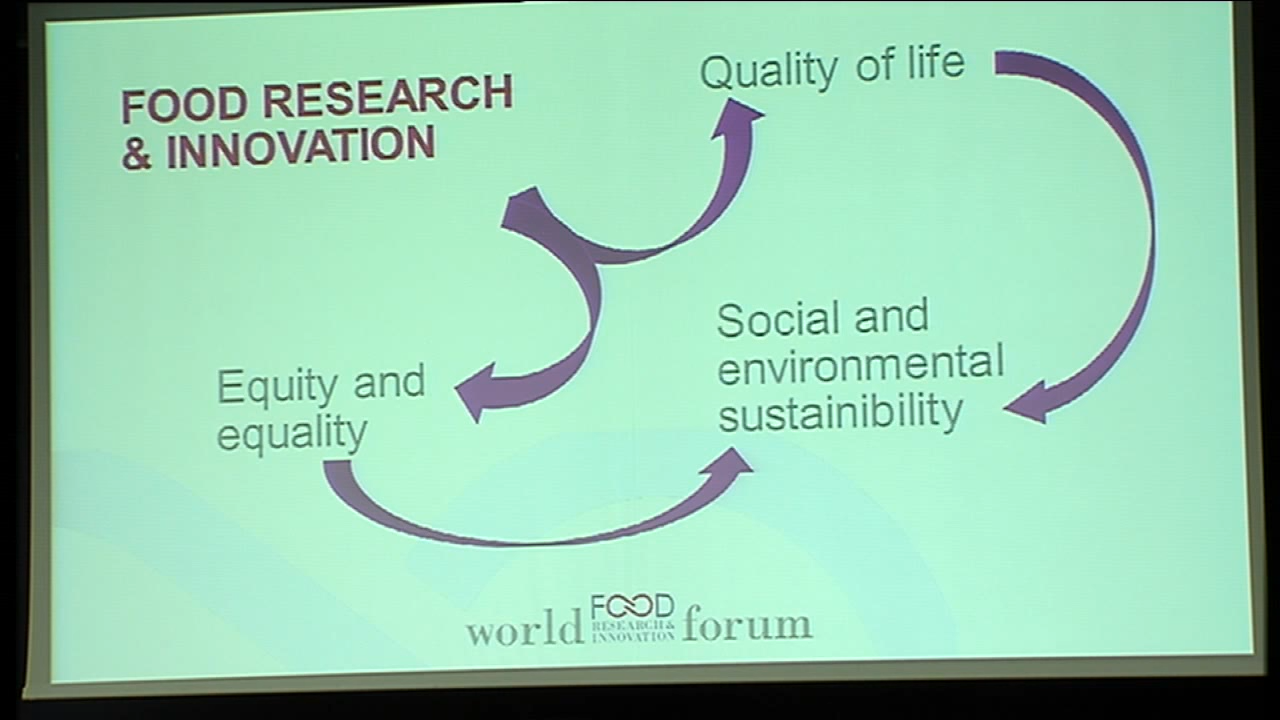 FOOD RESEARCH
& INNOVATION
Quality of life
Social and
environmental
sustainibility
Equity and
equality
world FOOD RESEARCH & INNOVATION forum